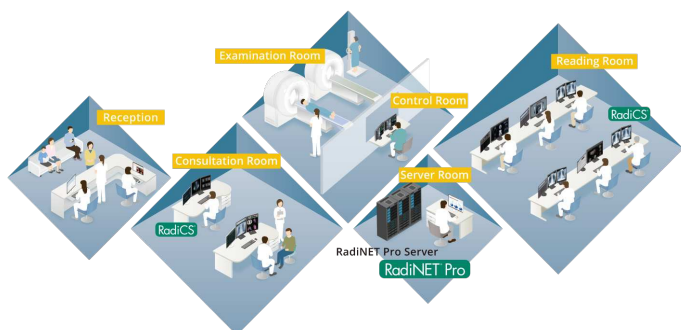 Examination Room
Reading Room
Control Room
RadiCS
Reception
Consultation Room
Server Room
RadiCS
RadiNET Pro Server
RadiNET Pro